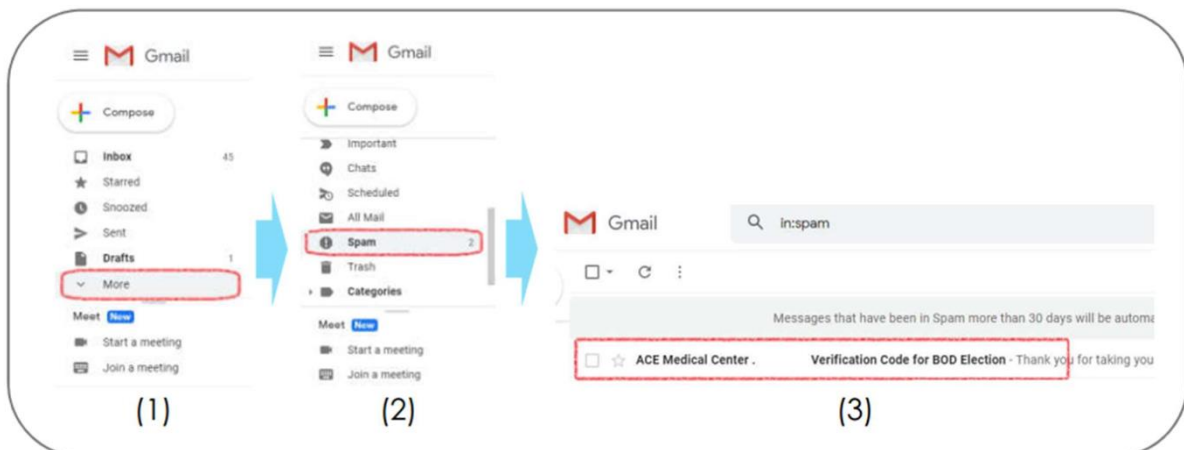 Gmail
Compose
Inbox 45
Starred
Snoozed
Sent
Drafts 1
More
Meet New
Start a meeting
Join a meeting
(1)
Gmail
Compose
Important
Chats
Scheduled
All Mail
Spam 2
Trash
Categories
Meet New
Start a meeting
Join a meeting
(2)
Gmail
in:spam
Messages that have been in Spam more than 30 days will be automa
ACE Medical Center . Verification Code for BOD Election - Thank you for taking you
(3)